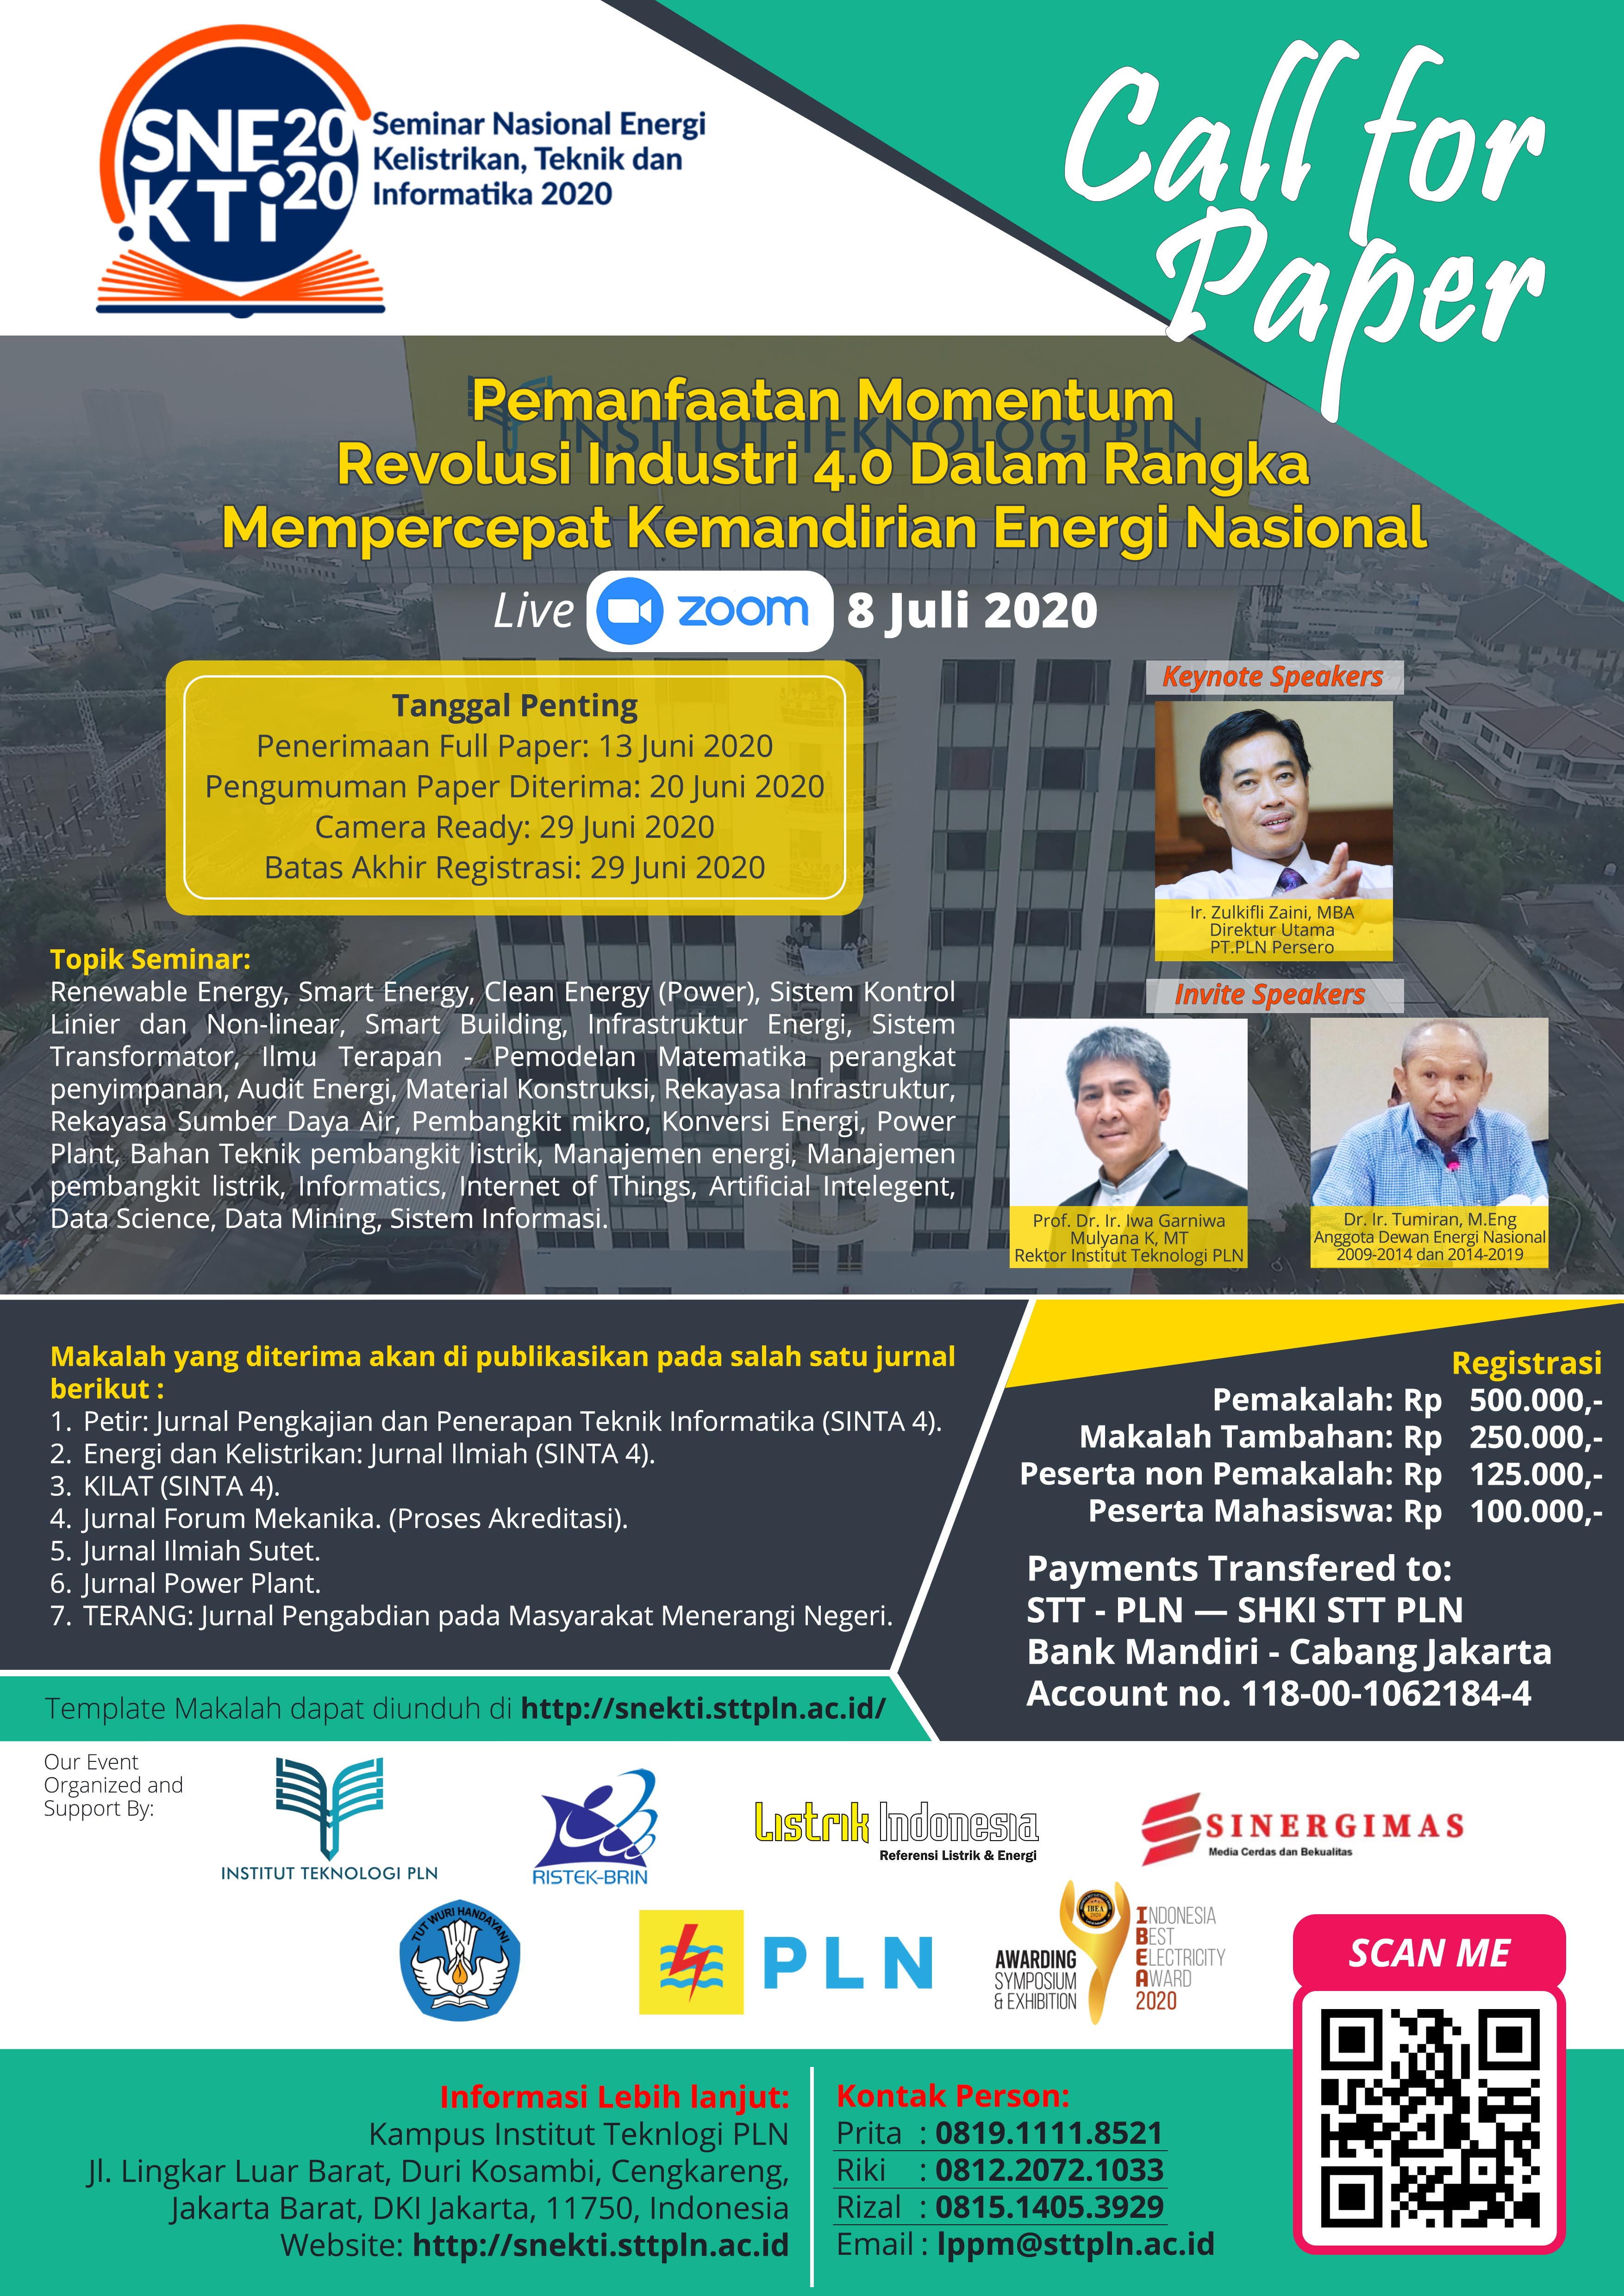 SNE 2020
KTi
Seminar Nasional Energi
Kelistrikan, Teknik dan
Informatika 2020
Call for
Paper
INSTITUT TEKNOLOGI PLN
Pemanfaatan Momentum
Revolusi Industri 4.0 Dalam Rangka
Mempercepat Kemandirian Energi Nasional
Live zoom 8 Juli 2020
Tanggal Penting
Penerimaan Full Paper: 13 Juni 2020
Pengumuman Paper Diterima: 20 Juni 2020
Camera Ready: 29 Juni 2020
Batas Akhir Registrasi: 29 Juni 2020
Keynote Speakers
Ir. Zulkifli Zaini, MBA
Direktur Utama
PT.PLN Persero
Topik Seminar:
Renewable Energy, Smart Energy, Clean Energy (Power), Sistem Kontrol
Linier dan Non-linear, Smart Building, Infrastruktur Energi, Sistem
Transformator, Ilmu Terapan - Pemodelan Matematika perangkat
penyimpanan, Audit Energi, Material Konstruksi, Rekayasa Infrastruktur,
Rekayasa Sumber Daya Air, Pembangkit mikro, Konversi Energi, Power
Plant, Bahan Teknik pembangkit listrik, Manajemen energi, Manajemen
pembangkit listrik, Informatics, Internet of Things, Artificial Intelegent,
Data Science, Data Mining, Sistem Informasi.
Invite Speakers
Prof. Dr. Ir. Iwa Garniwa
Mulyana K, MT
Rektor Institut Teknologi PLN
Dr. Ir. Tumiran, M.Eng
Anggota Dewan Energi Nasional
2009-2014 dan 2014-2019
Makalah yang diterima akan di publikasikan pada salah satu jurnal
berikut :
1. Petir: Jurnal Pengkajian dan Penerapan Teknik Informatika (SINTA 4).
2. Energi dan Kelistrikan: Jurnal Ilmiah (SINTA 4).
3. KILAT (SINTA 4).
4. Jurnal Forum Mekanika. (Proses Akreditasi).
5. Jurnal Ilmiah Sutet.
6. Jurnal Power Plant.
7. TERANG: Jurnal Pengabdian pada Masyarakat Menerangi Negeri.
Registrasi
Pemakalah: Rp 500.000,-
Makalah Tambahan: Rp 250.000,-
Peserta non Pemakalah: Rp 125.000,-
Peserta Mahasiswa: Rp 100.000,-
Payments Transfered to:
STT - PLN — SHKI STT PLN
Bank Mandiri - Cabang Jakarta
Account no. 118-00-1062184-4
Template Makalah dapat diunduh di http://snekti.sttpln.ac.id/
Our Event
Organized and
Support By:
INSTITUT TEKNOLOGI PLN
RISTEK-BRIN
Listrik Indonesia
Referensi Listrik & Energi
SINERGIMAS
Media Cerdas dan Bekualitas
TUT WURI HANDAYANI
PLN
AWARDING
SYMPOSIUM
& EXHIBITION
IBEA
2020
INDONESIA
BEST
ELECTRICITY
AWARD
2020
SCAN ME
Informasi Lebih lanjut:
Kampus Institut Teknlogi PLN
Jl. Lingkar Luar Barat, Duri Kosambi, Cengkareng,
Jakarta Barat, DKI Jakarta, 11750, Indonesia
Website: http://snekti.sttpln.ac.id
Kontak Person:
Prita : 0819.1111.8521
Riki : 0812.2072.1033
Rizal : 0815.1405.3929
Email : lppm@sttpln.ac.id